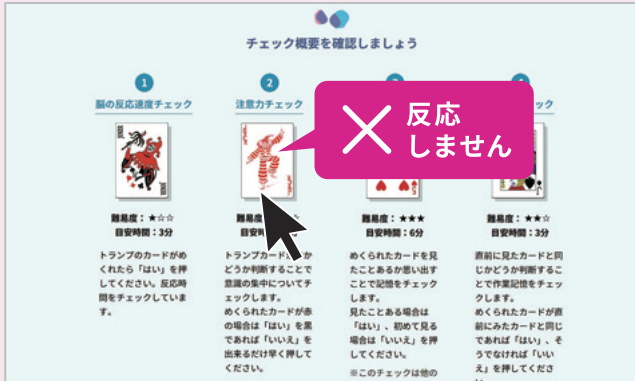 チェック概要を確認しましょう
1
脳の反応速度チェック
難易度：★☆☆
目安時間：3分
トランプのカードがめ
くれたら「はい」を押
してください。反応時
間をチェックしていま
す。
2
注意力チェック
難易度
目安時
トランプカード
どうか判断することで
意識の集中についてチ
ェックします。
めくられたカードが赤
の場合は「はい」を黒
であれば「いいえ」を
出来るだけ早く押して
ください。
反応
しません
難易度：★★★
目安時間：6分
めくられたカードを見
たことあるか思い出す
ことで記憶をチェック
します。
見たことある場合は
「はい」、初めて見る
場合は「いいえ」を押
してください。
※このチェックは他の
ック
難易度：★★☆
目安時間：3分
直前に見たカードと同
じかどうか判断するこ
とで作業記憶をチェッ
クします。
めくられたカードが直
前にみたカードと同じ
であれば「はい」、そ
うでなければ「いい
え」を押してくださ